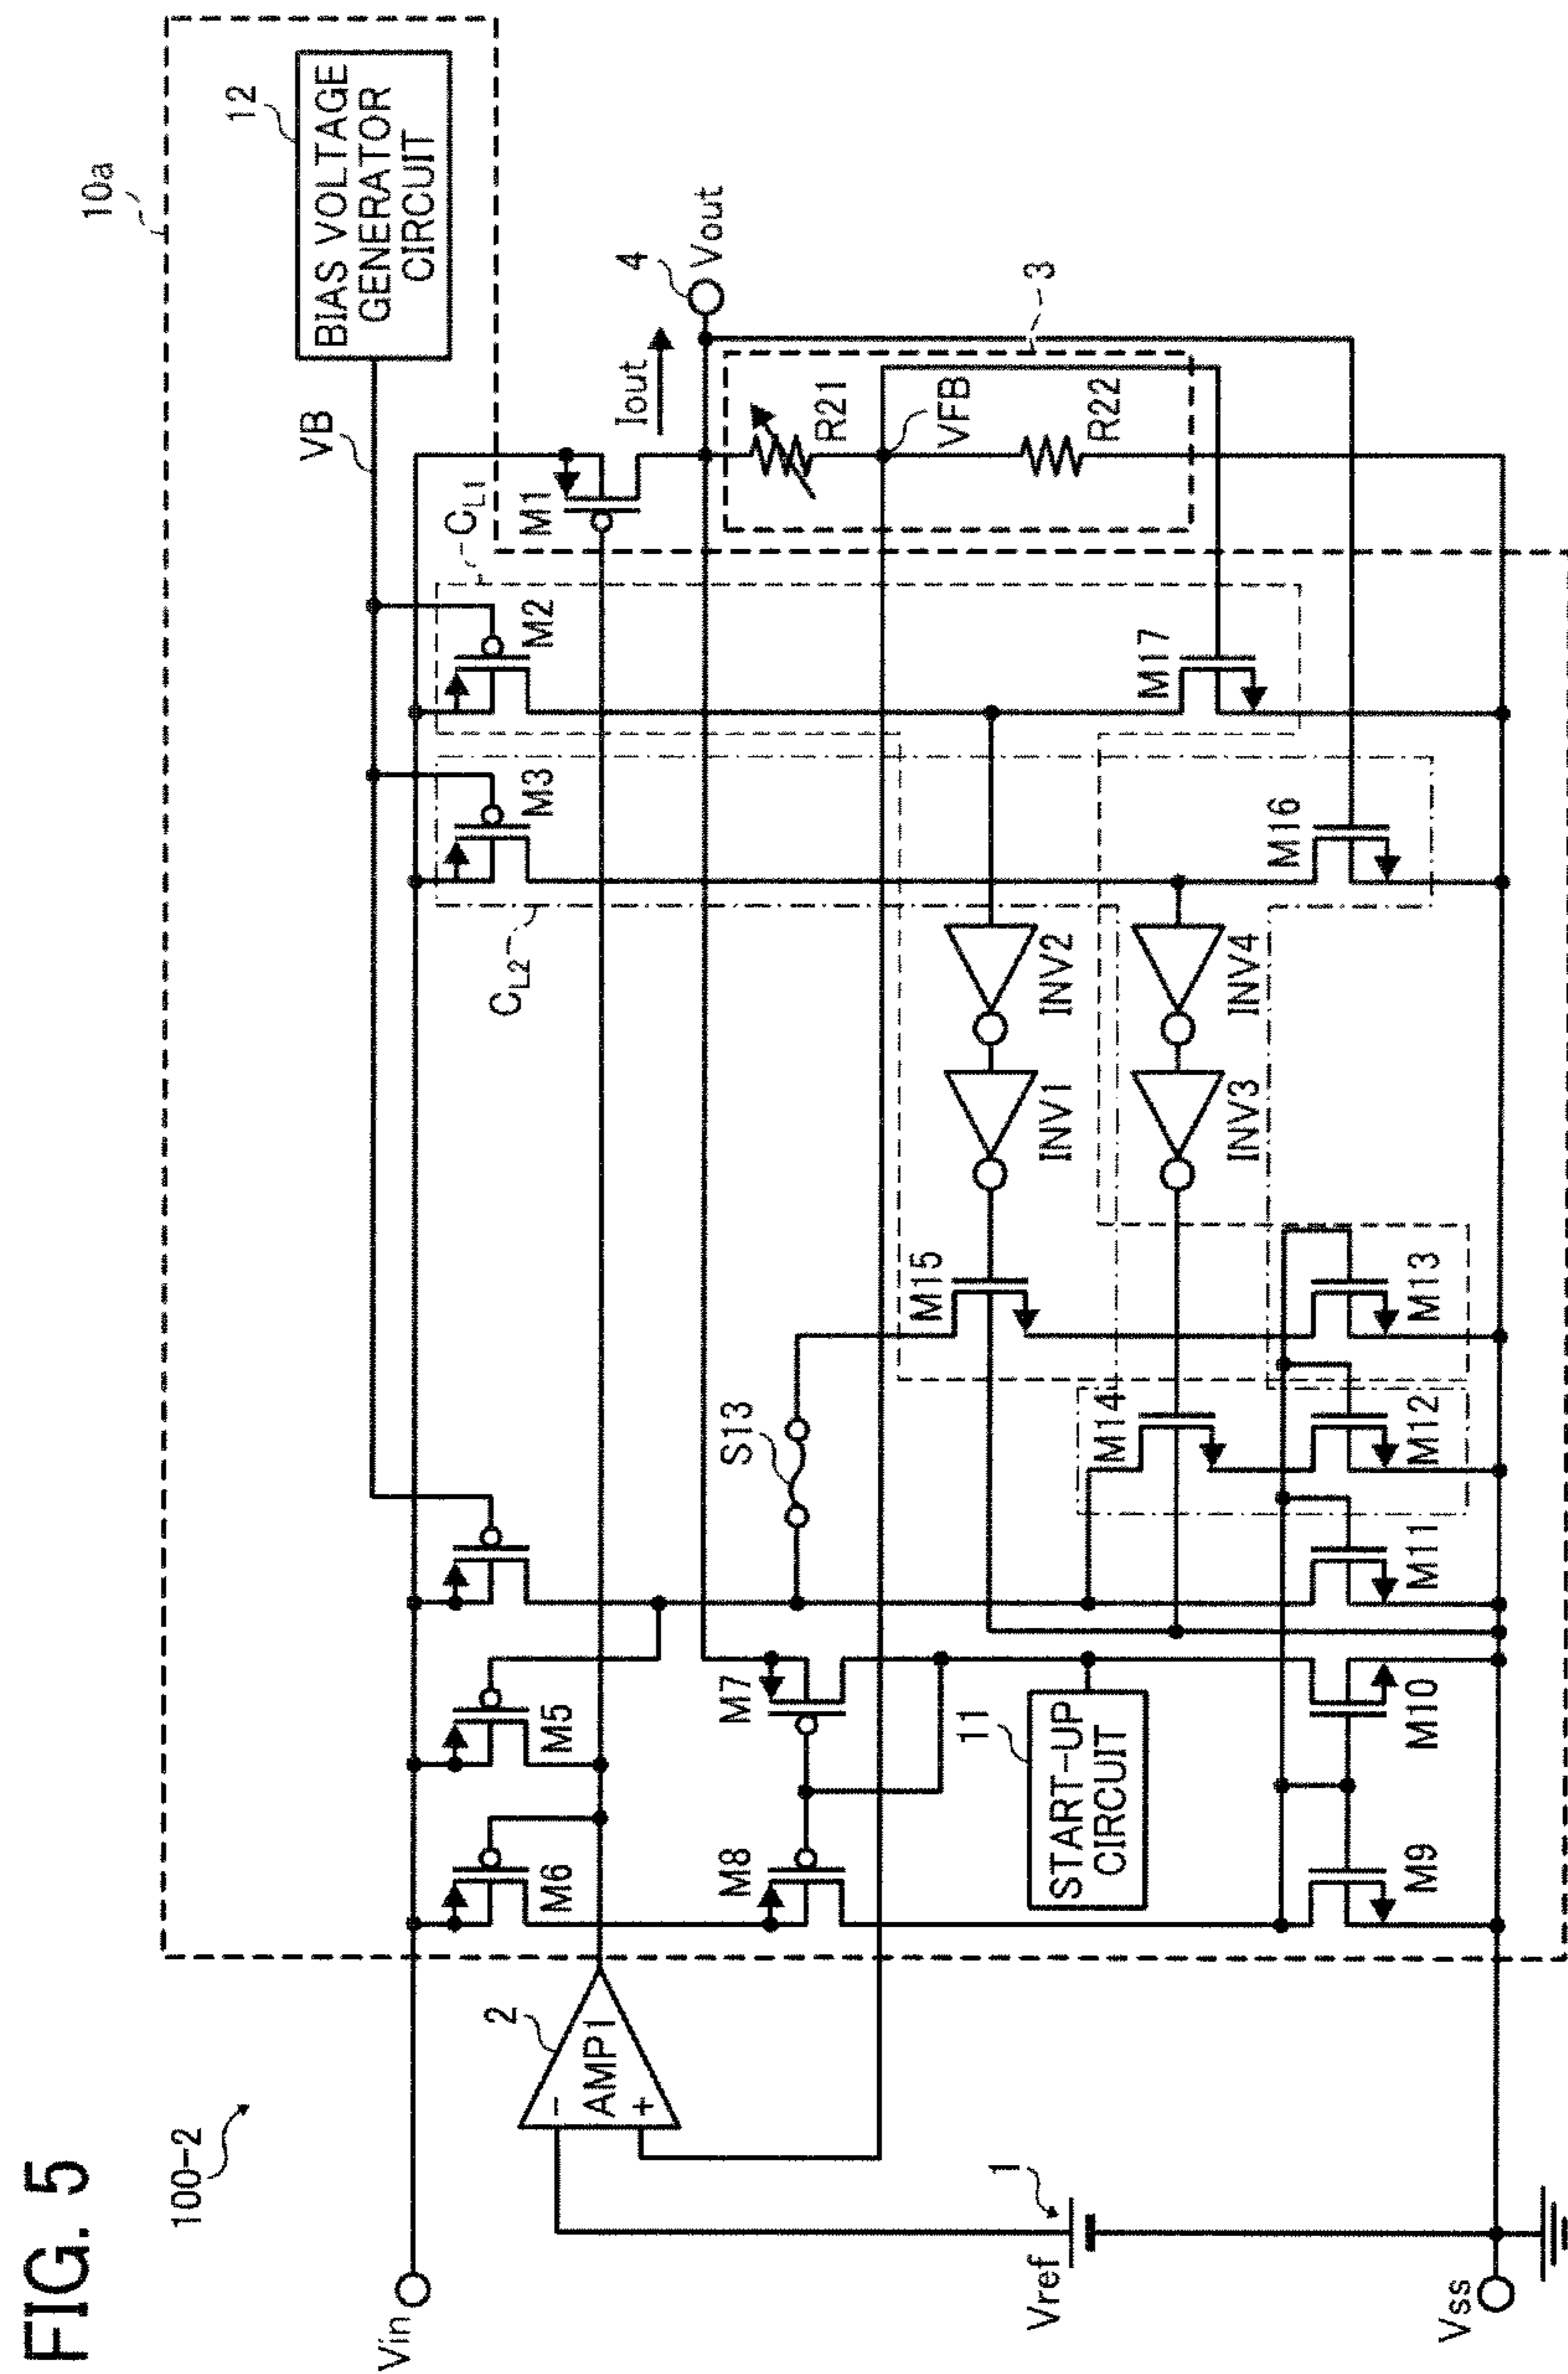 FIG. 5
100-2
10a
12
BIAS VOLTAGE
GENERATOR
CIRCUIT
VB
Vin
CL1
CL2
M2
M3
M1
M5
M6
Iout
4
Vout
2
AMP1
−
+
S13
M7
M8
R21
3
VFB
R22
M15
INV1
INV2
M17
M14
INV3
INV4
M16
11
START-UP
CIRCUIT
1
Vref
M9
M10
M11
M12
M13
Vss